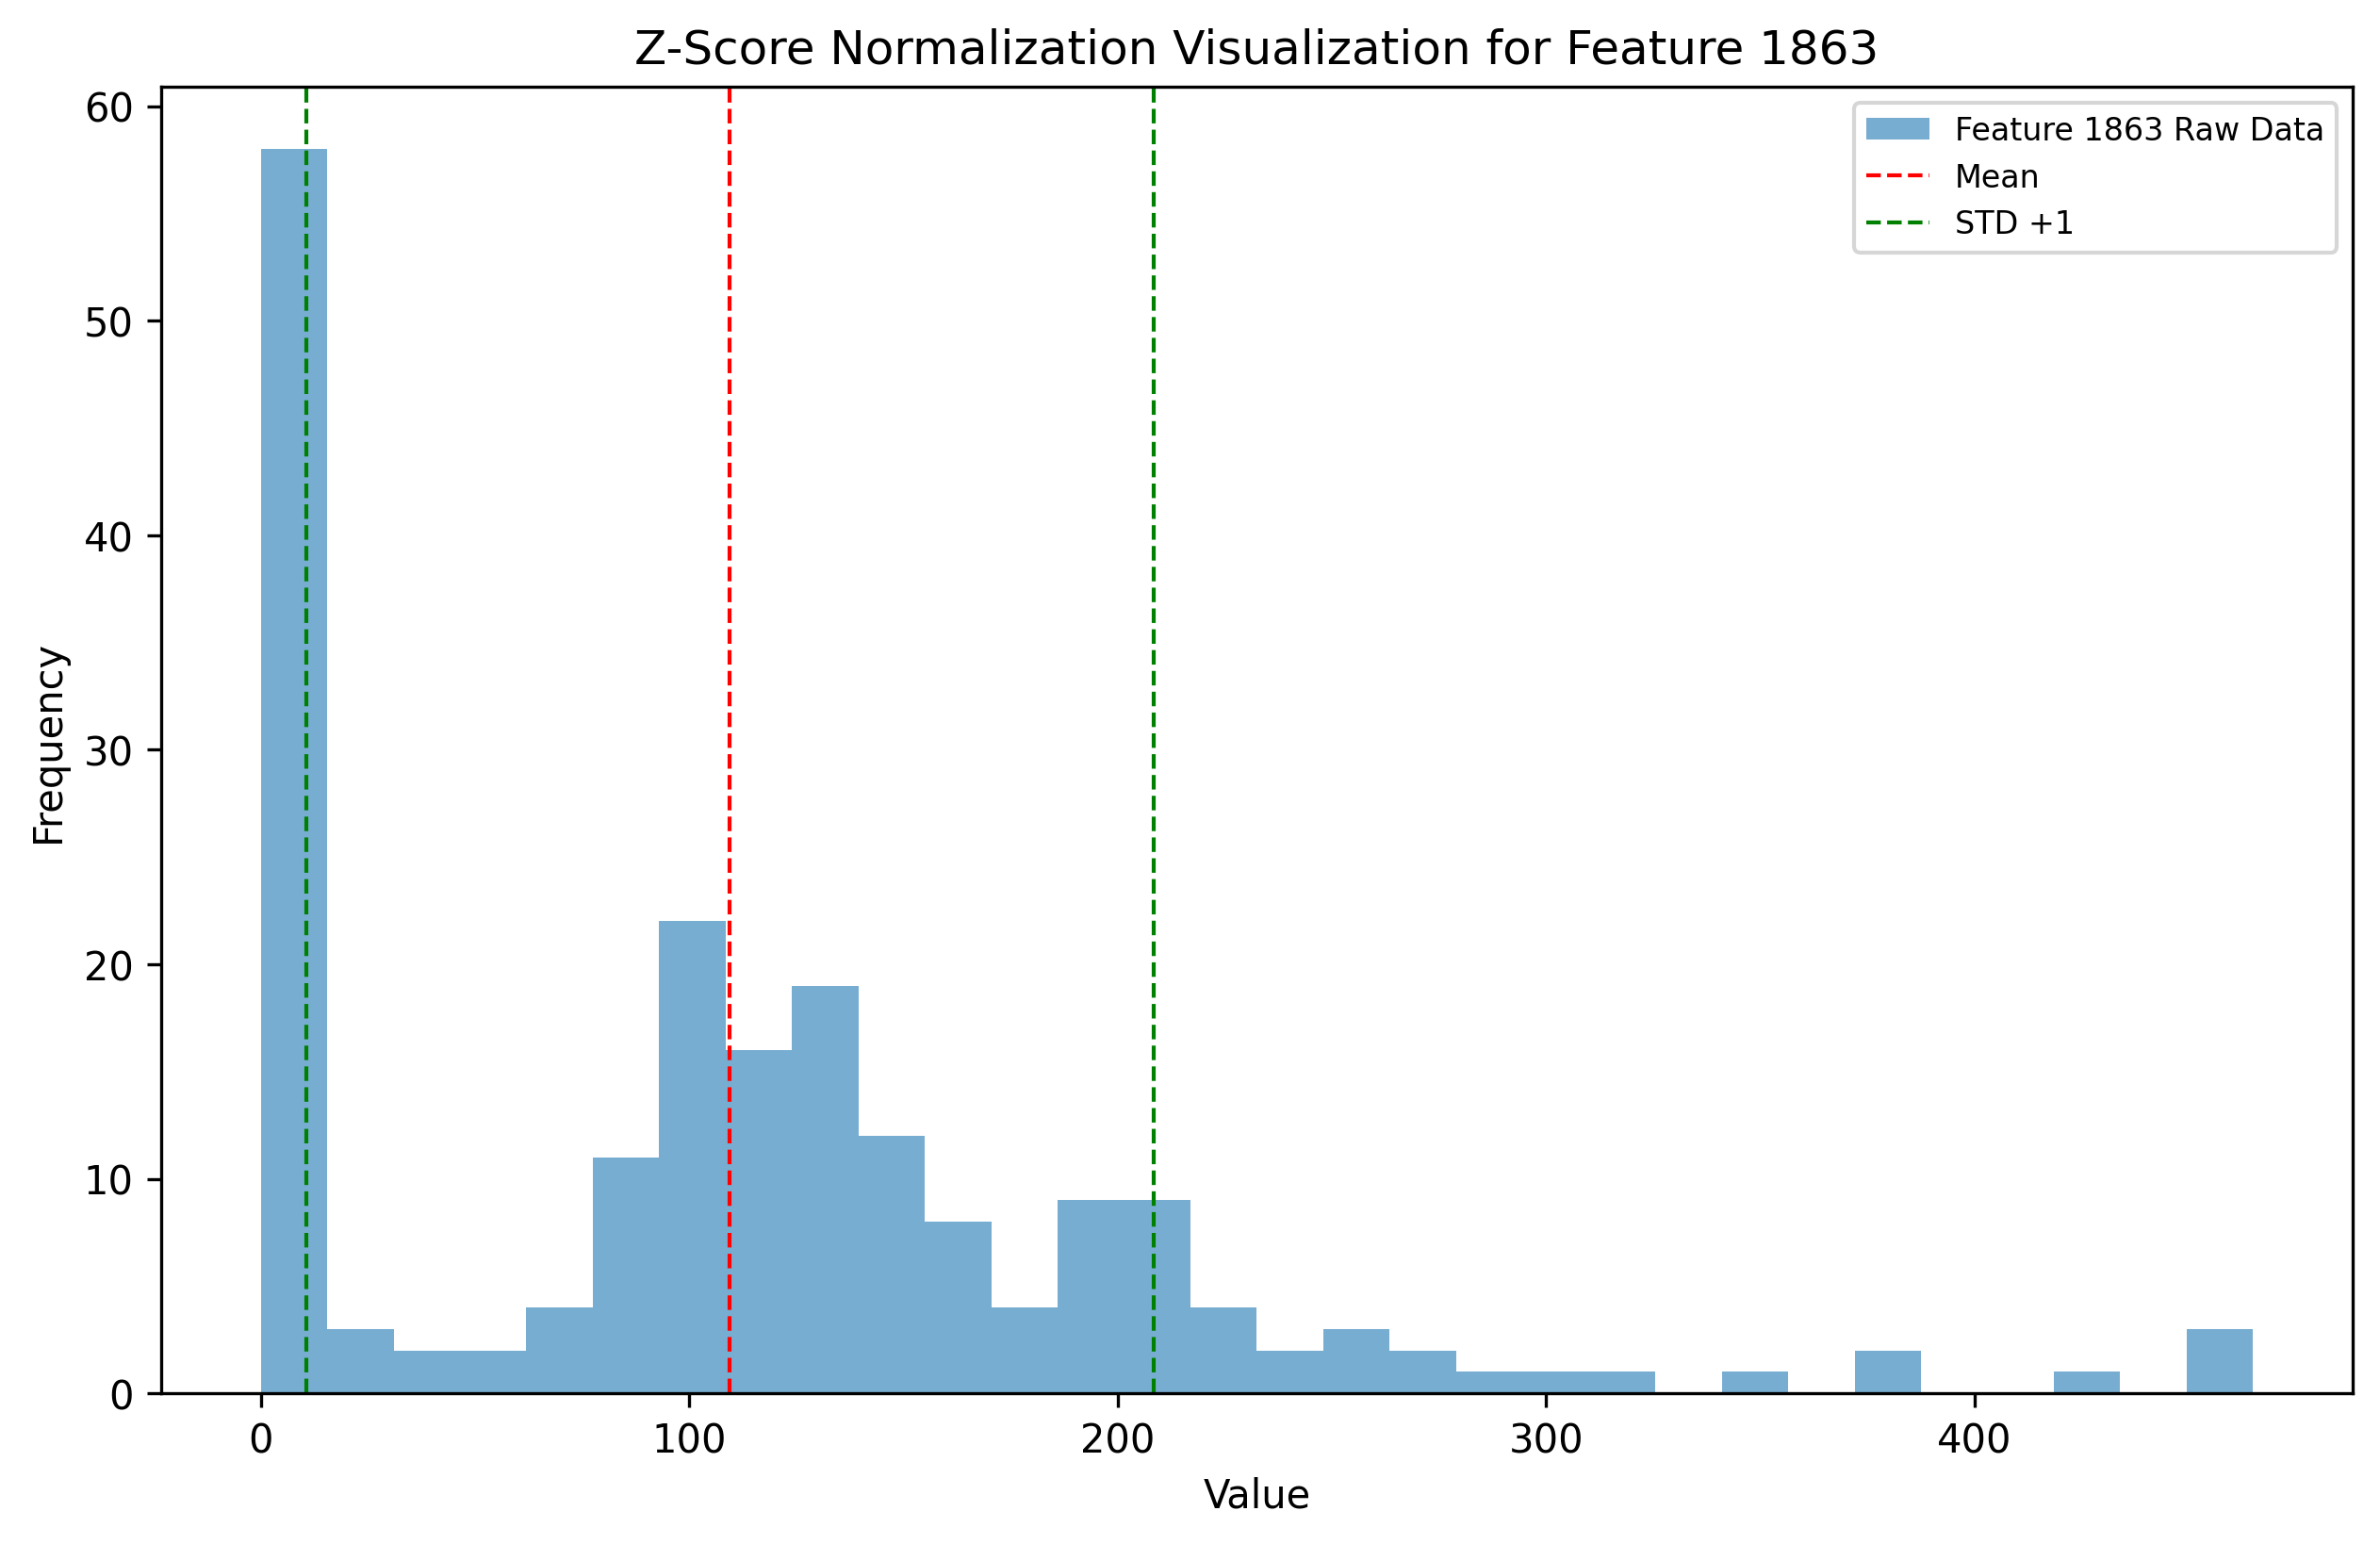 Z-Score Normalization Visualization for Feature 1863
Feature 1863 Raw Data
Mean
STD +1
60
50
40
30
20
10
0
Frequency
0 100 200 300 400
Value